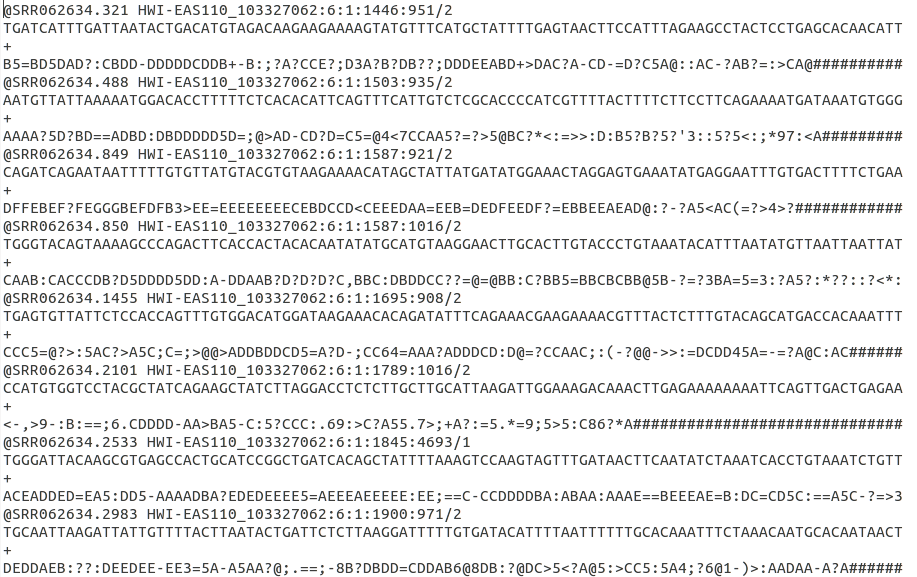 @SRR062634.321 HWI-EAS110_103327062:6:1:1446:951/2
TGATCATTTGATTAATACTGACATGTAGACAAGAAGAAAAGTATGTTTCATGCTATTTTGAGTAACTTCCATTTAGAAGCCTACTCCTGAGCACAACATT
+
B5=BD5DAD?:CBDD-DDDDDCDDB+-B:;?A?CCE?;D3A?B?DB??;DDDEEABD+>DAC?A-CD-=D?C5A@::AC-?AB?=:>CA@##########
@SRR062634.488 HWI-EAS110_103327062:6:1:1503:935/2
AATGTTATTAAAAATGGACACCTTTTTCTCACACATTCAGTTTCATTGTCTCGCACCCCATCGTTTTACTTTTCTTCCTTCAGAAAATGATAAATGTGGG
+
AAAA?5D?BD==ADBD:DBDDDDD5D=;@>AD-CD?D=C5=@4<7CCAA5?=?>5@BC?*<:=>>:D:B5?B?5?'3::5?5<:;*97:<A#########
@SRR062634.849 HWI-EAS110_103327062:6:1:1587:921/2
CAGATCAGAATAATTTTTGTGTTATGTACGTGTAAGAAAACATAGCTATTATGATATGGAAACTAGGAGTGAAATATGAGGAATTTGTGACTTTTCTGAA
+
DFFEBEF?FEGGGBEFDFB3>EE=EEEEEEEECEBDCCD<CEEEDAA=EEB=DEDFEEDF?=EBBEEAEAD@:?-?A5<AC(=?>4>?############
@SRR062634.850 HWI-EAS110_103327062:6:1:1587:1016/2
TGGGTACAGTAAAAGCCCAGACTTCACCACTACACAATATATGCATGTAAGGAACTTGCACTTGTACCCTGTAAATACATTTAATATGTTAATTAATTAT
+
CAAB:CACCCDB?D5DDDD5DD:A-DDAAB?D?D?D?C,BBC:DBDDCC??=@=@BB:C?BB5=BBCBCBB@5B-?=?3BA=5=3:?A5?:*??::?<*:
@SRR062634.1455 HWI-EAS110_103327062:6:1:1695:908/2
TGAGTGTTATTCTCCACCAGTTTGTGGACATGGATAAGAAACACAGATATTTCAGAAACGAAGAAAACGTTTACTCTTTGTACAGCATGACCACAAATTT
+
CCC5=@?>:5AC?>A5C;C=;>@@>ADDBDDCD5=A?D-;CC64=AAA?ADDDCD:D@=?CCAAC;:(-?@@->>:=DCDD45A=-=?A@C:AC######
@SRR062634.2101 HWI-EAS110_103327062:6:1:1789:1016/2
CCATGTGGTCCTACGCTATCAGAAGCTATCTTAGGACCTCTCTTGCTTGCATTAAGATTGGAAAGACAAACTTGAGAAAAAAAATTCAGTTGACTGAGAA
+
<-,>9-:B:==;6.CDDDD-AA>BA5-C:5?CCC:.69:>C?A55.7>;+A?:=5.*=9;5>5:C86?*A##############################
@SRR062634.2533 HWI-EAS110_103327062:6:1:1845:4693/1
TGGGATTACAAGCGTGAGCCACTGCATCCGGCTGATCACAGCTATTTTAAAGTCCAAGTAGTTTGATAACTTCAATATCTAAATCACCTGTAAATCTGTT
+
ACEADDED=EA5:DD5-AAAADBA?EDEDEEEE5=AEEEAEEEEE:EE;==C-CCDDDDBA:ABAA:AAAE==BEEEAE=B:DC=CD5C:==A5C-?=>3
@SRR062634.2983 HWI-EAS110_103327062:6:1:1900:971/2
TGCAATTAAGATTATTGTTTTACTTAATACTGATTCTCTTAAGGATTTTTGTGATACATTTTAATTTTTTGCACAAATTTCTAAACAATGCACAATAACT
+
DEDDAEB:??:DEEDEE-EE3=5A-A5AA?@;.==;-8B?DBDD=CDDAB6@8DB:?@DC>5<?A@5:>CC5:5A4;?6@1-)>:AADAA-A?A######